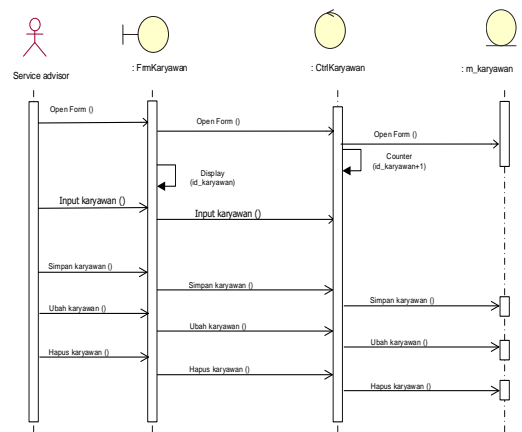 Service advisor
: FrmKaryawan
: CtrlKaryawan
: m_karyawan
Open Form ()
Open Form ()
Open Form ()
Counter
(id_karyawan+1)
Display
(id_karyawan)
Input karyawan ()
Input karyawan ()
Simpan karyawan ()
Simpan karyawan ()
Simpan karyawan ()
Ubah karyawan ()
Ubah karyawan ()
Ubah karyawan ()
Hapus karyawan ()
Hapus karyawan ()
Hapus karyawan ()